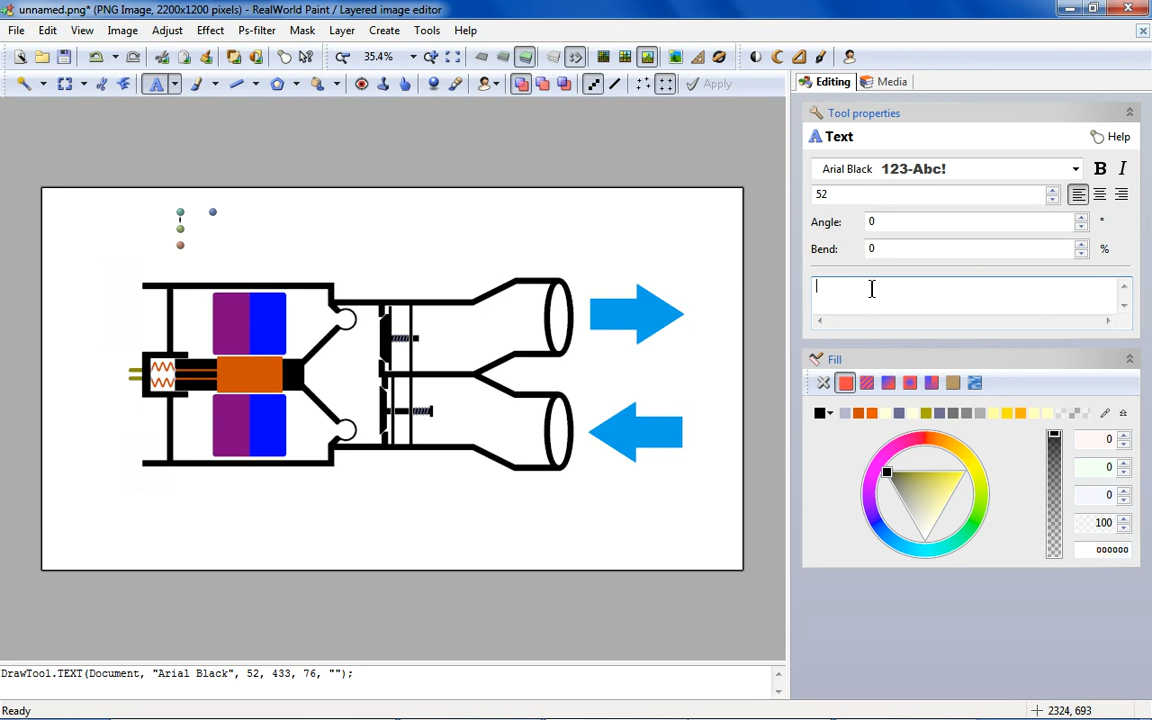 unnamed.png* (PNG Image, 2200x1200 pixels) - RealWorld Paint / Layered image editor
File Edit View Image Adjust Effect Ps-filter Create Mask Layer Tools Help
35.4%
Apply
Editing Media
Tool properties
A Text Help
Arial Black 123-Abc! B I
52
Angle: 0 °
Bend: 0 %
Fill
0
0
0
100
000000
DrawTool.TEXT(Document, "Arial Black", 52, 433, 76, "");
Ready 2324, 693